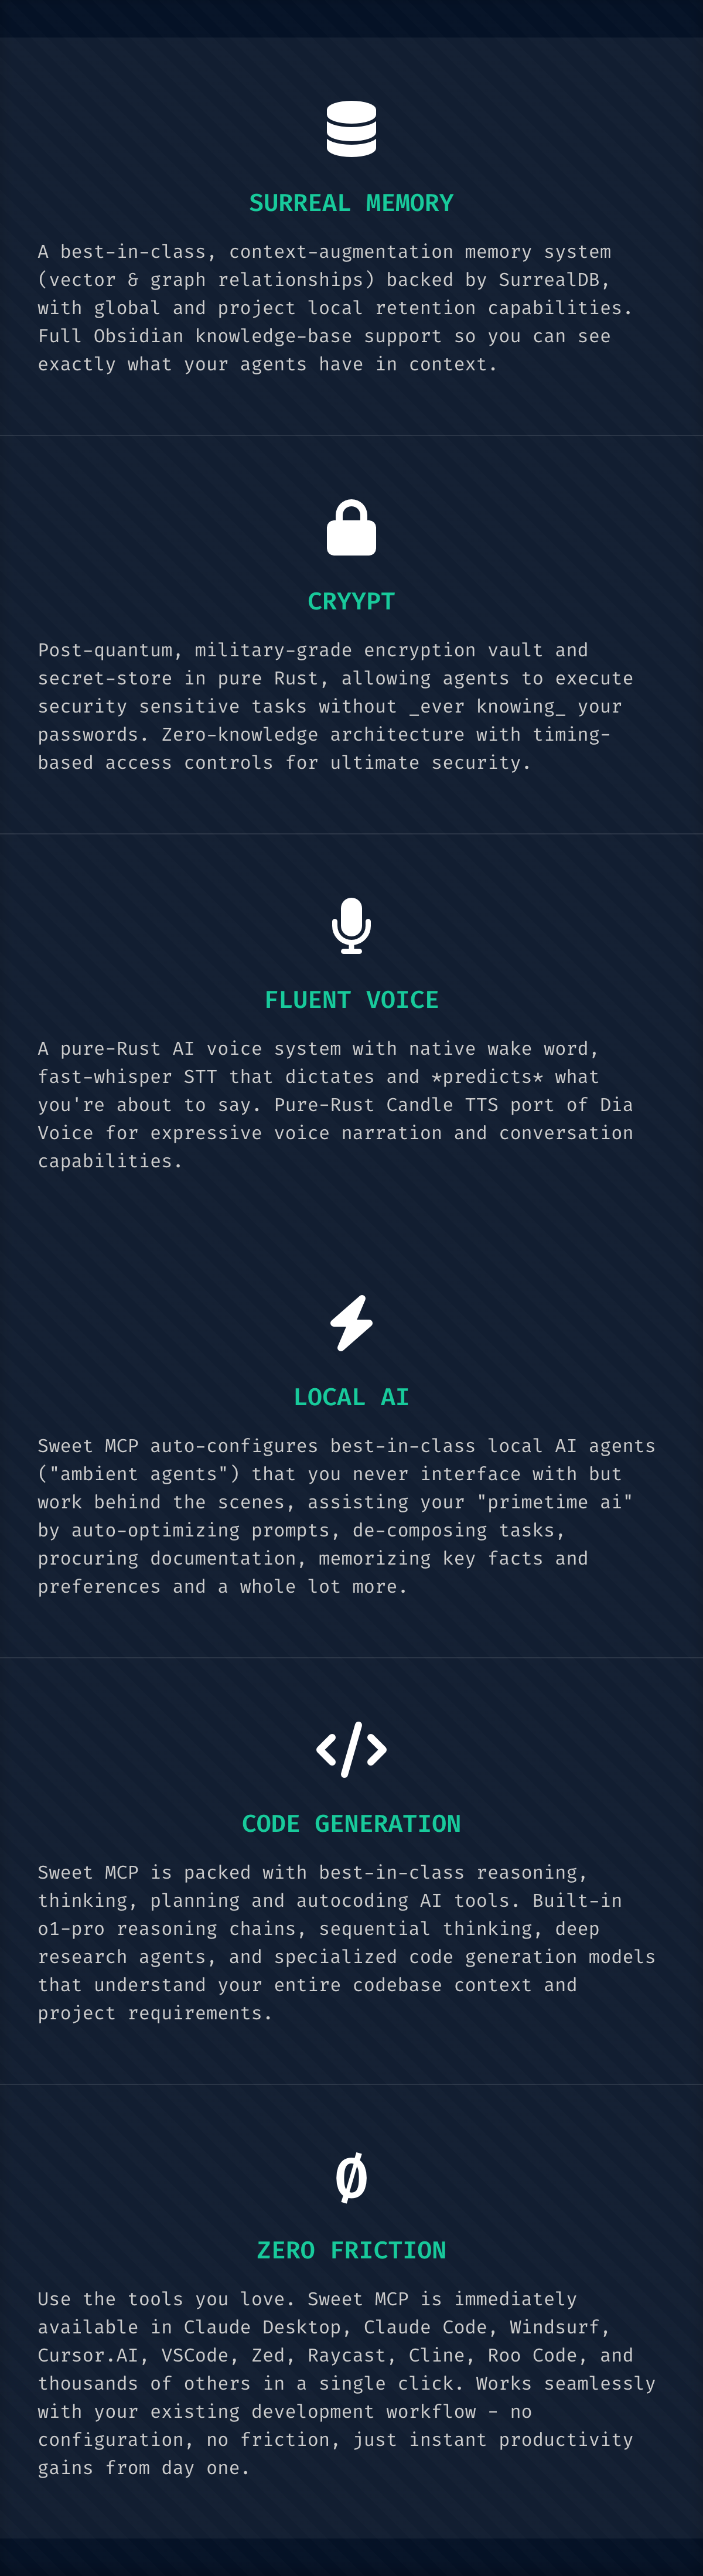 SURREAL MEMORY
A best-in-class, context-augmentation memory system
(vector & graph relationships) backed by SurrealDB,
with global and project local retention capabilities.
Full Obsidian knowledge-base support so you can see
exactly what your agents have in context.
CRYYPT
Post-quantum, military-grade encryption vault and
secret-store in pure Rust, allowing agents to execute
security sensitive tasks without _ever knowing_ your
passwords. Zero-knowledge architecture with timing-
based access controls for ultimate security.
FLUENT VOICE
A pure-Rust AI voice system with native wake word,
fast-whisper STT that dictates and *predicts* what
you're about to say. Pure-Rust Candle TTS port of Dia
Voice for expressive voice narration and conversation
capabilities.
LOCAL AI
Sweet MCP auto-configures best-in-class local AI agents
("ambient agents") that you never interface with but
work behind the scenes, assisting your "primetime ai"
by auto-optimizing prompts, de-composing tasks,
procuring documentation, memorizing key facts and
preferences and a whole lot more.
CODE GENERATION
Sweet MCP is packed with best-in-class reasoning,
thinking, planning and autocoding AI tools. Built-in
o1-pro reasoning chains, sequential thinking, deep
research agents, and specialized code generation models
that understand your entire codebase context and
project requirements.
ZERO FRICTION
Use the tools you love. Sweet MCP is immediately
available in Claude Desktop, Claude Code, Windsurf,
Cursor.AI, VSCode, Zed, Raycast, Cline, Roo Code, and
thousands of others in a single click. Works seamlessly
with your existing development workflow - no
configuration, no friction, just instant productivity
gains from day one.